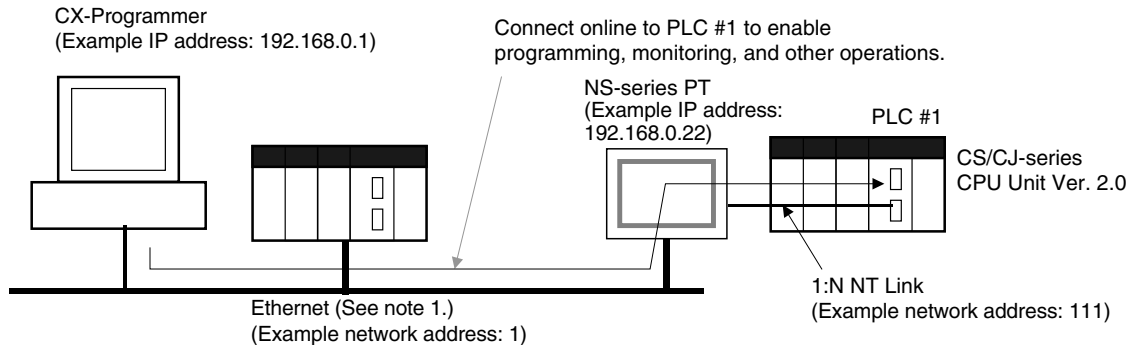 CX-Programmer
(Example IP address: 192.168.0.1)
Connect online to PLC #1 to enable
programming, monitoring, and other operations.
NS-series PT
(Example IP address:
192.168.0.22)
PLC #1
CS/CJ-series
CPU Unit Ver. 2.0
1:N NT Link
(Example network address: 111)
Ethernet (See note 1.)
(Example network address: 1)